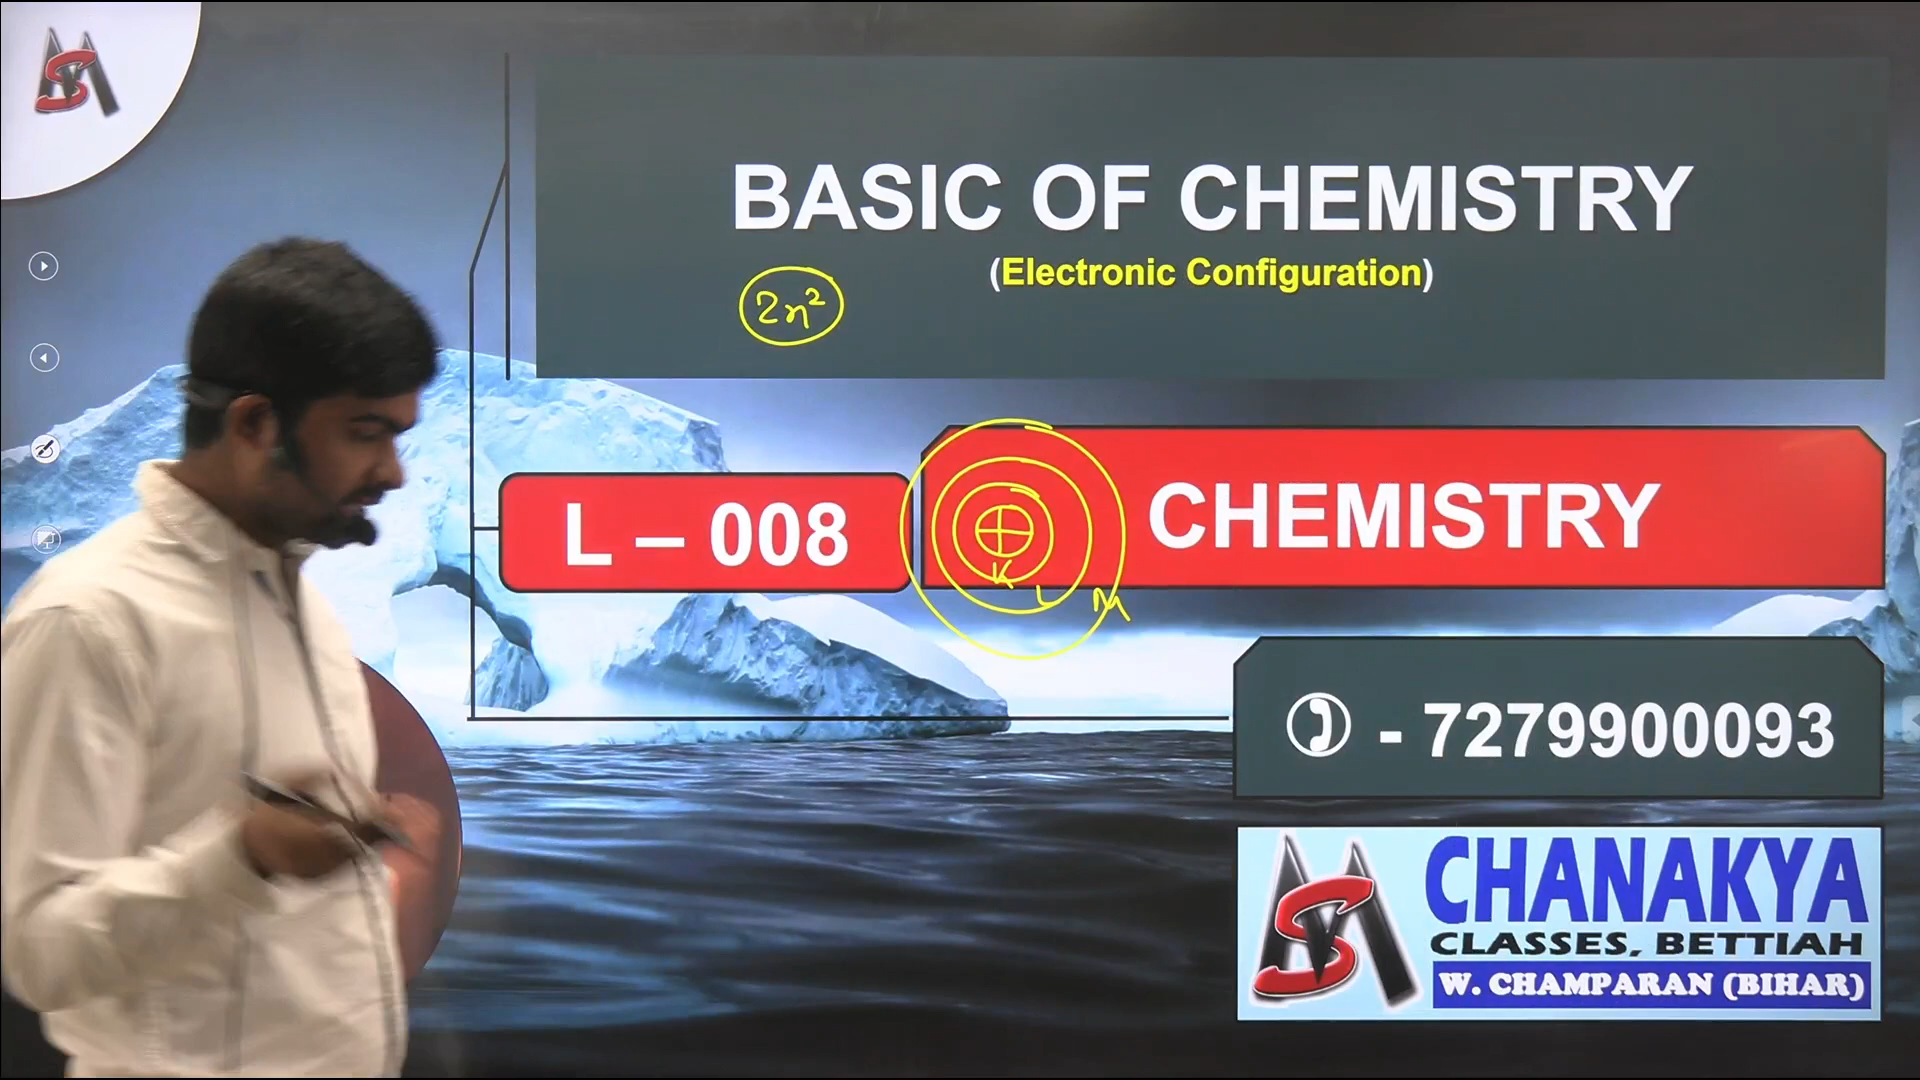 BASIC OF CHEMISTRY
(Electronic Configuration)
2n²
L – 008
CHEMISTRY
K
L
M
- 7279900093
CHANAKYA
CLASSES, BETTIAH
W. CHAMPARAN (BIHAR)